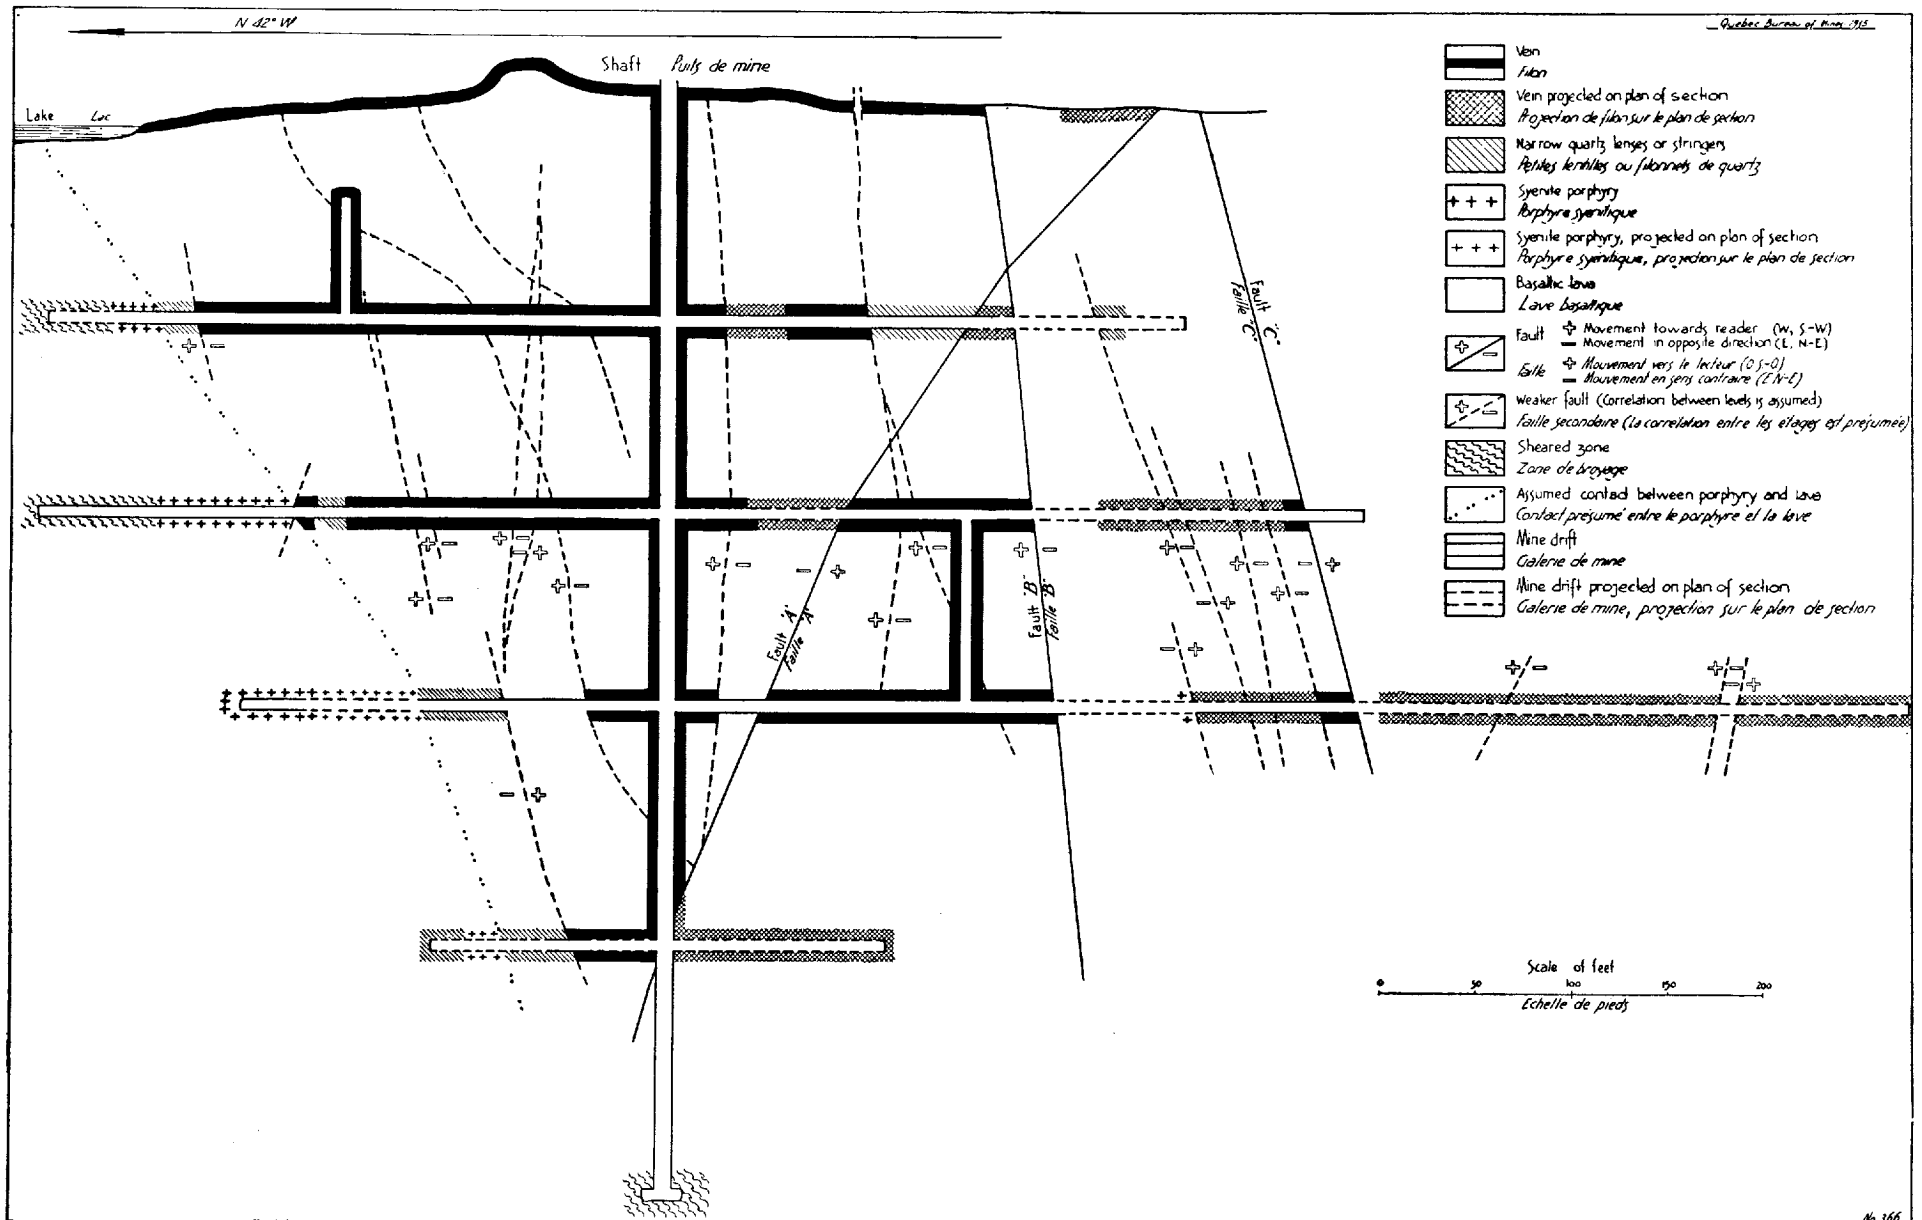 N 42° W
Quebec Bureau of Mines 1935
Shaft Puits de mine
Lake Lac
Vein
Filon
Vein projected on plan of section
Projection de filon sur le plan de section
Narrow quartz lenses or stringers
Petites lentilles ou filonnets de quartz
Syenite porphyry
Porphyre syenitique
Syenite porphyry, projected on plan of section
Porphyre syenitique, projection sur le plan de section
Basaltic lava
Lave basaltique
Fault + Movement towards reader (W, S-W)
− Movement in opposite direction (E, N-E)
Faille + Mouvement vers le lecteur (O S-O)
− Mouvement en sens contraire (E N-E)
Weaker fault (Correlation between levels is assumed)
Faille secondaire (La corrélation entre les étages est présumée)
Sheared zone
Zone de broyage
Assumed contact between porphyry and lava
Contact présumé entre le porphyre et la lave
Mine drift
Galerie de mine
Mine drift projected on plan of section
Galerie de mine, projection sur le plan de section
Fault "C"
Faille "C"
Fault 'A'
Faille 'A'
Fault 'B'
Faille 'B'
Scale of feet
0 50 100 150 200
Echelle de pieds
No 366